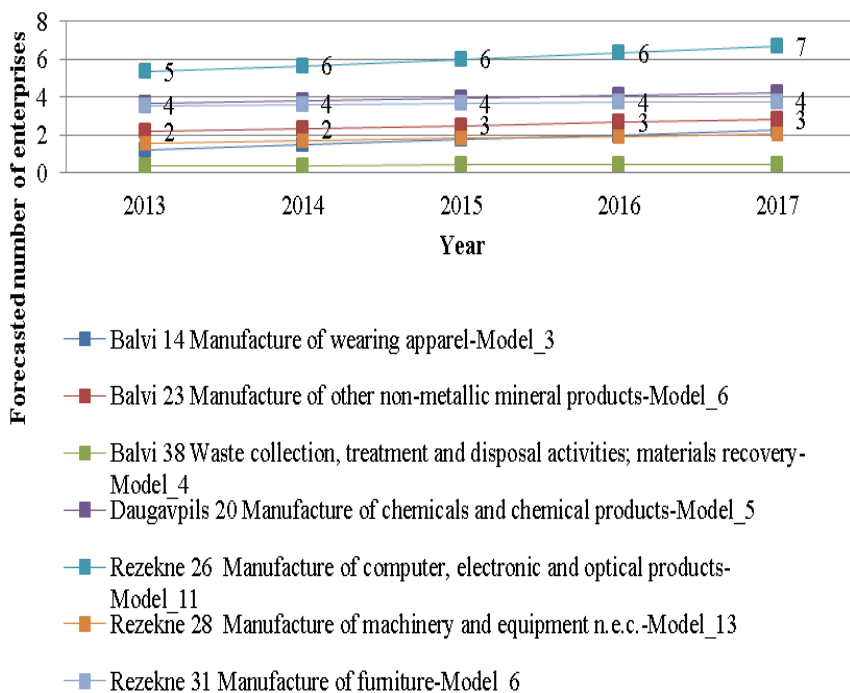 Forecasted number of enterprises
8
6
4
2
0
5 6 6 6 7
4 4 4 4 4
2 2 3 3 3
2013 2014 2015 2016 2017
Year
Balvi 14 Manufacture of wearing apparel-Model_3
Balvi 23 Manufacture of other non-metallic mineral products-Model_6
Balvi 38 Waste collection, treatment and disposal activities; materials recovery-
Model_4
Daugavpils 20 Manufacture of chemicals and chemical products-Model_5
Rezekne 26 Manufacture of computer, electronic and optical products-
Model_11
Rezekne 28 Manufacture of machinery and equipment n.e.c.-Model_13
Rezekne 31 Manufacture of furniture-Model_6